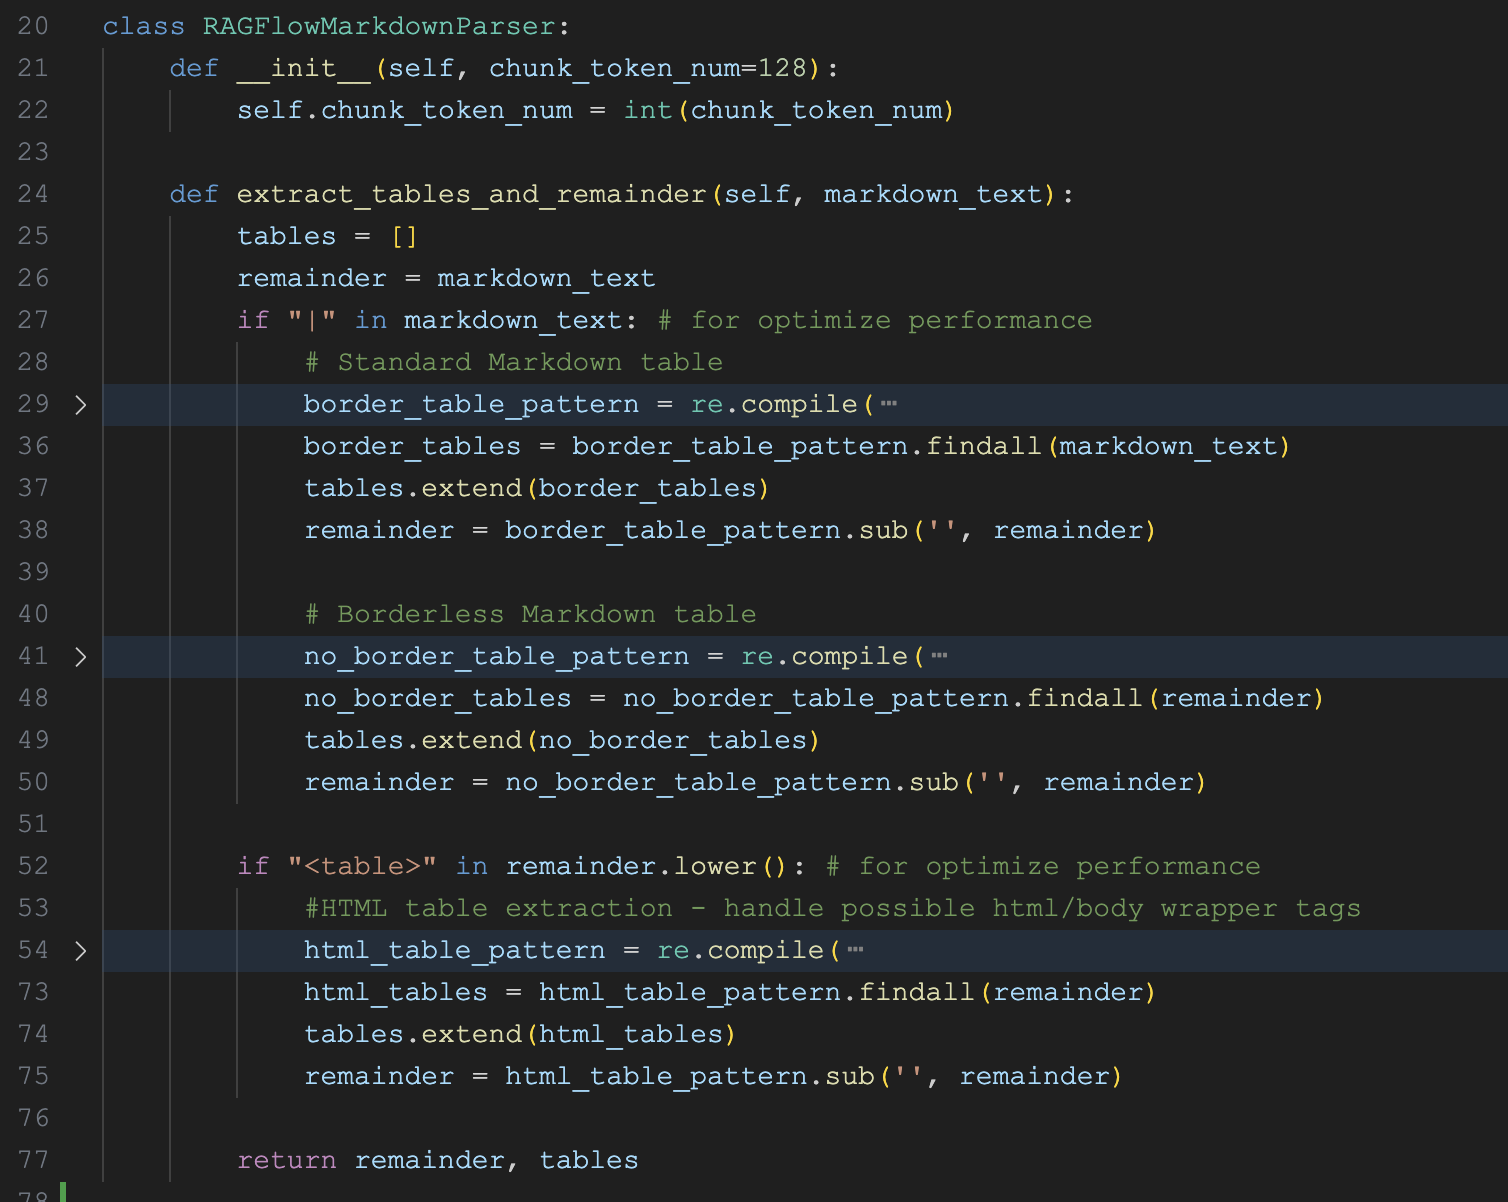 20 class RAGFlowMarkdownParser:
21     def __init__(self, chunk_token_num=128):
22         self.chunk_token_num = int(chunk_token_num)
23
24     def extract_tables_and_remainder(self, markdown_text):
25         tables = []
26         remainder = markdown_text
27         if "|" in markdown_text: # for optimize performance
28             # Standard Markdown table
29 >           border_table_pattern = re.compile(⋯
36             border_tables = border_table_pattern.findall(markdown_text)
37             tables.extend(border_tables)
38             remainder = border_table_pattern.sub('', remainder)
39
40             # Borderless Markdown table
41 >           no_border_table_pattern = re.compile(⋯
48             no_border_tables = no_border_table_pattern.findall(remainder)
49             tables.extend(no_border_tables)
50             remainder = no_border_table_pattern.sub('', remainder)
51
52         if "<table>" in remainder.lower(): # for optimize performance
53             #HTML table extraction - handle possible html/body wrapper tags
54 >           html_table_pattern = re.compile(⋯
73             html_tables = html_table_pattern.findall(remainder)
74             tables.extend(html_tables)
75             remainder = html_table_pattern.sub('', remainder)
76
77         return remainder, tables
78